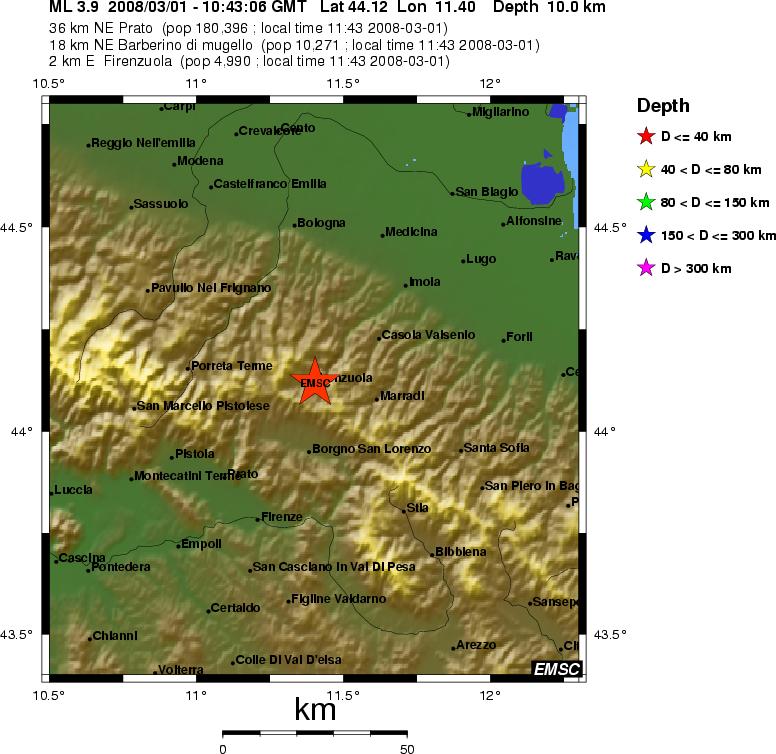 ML 3.9 2008/03/01 - 10:43:06 GMT Lat 44.12 Lon 11.40 Depth 10.0 km
36 km NE Prato (pop 180,396 ; local time 11:43 2008-03-01)
18 km NE Barberino di mugello (pop 10,271 ; local time 11:43 2008-03-01)
2 km E Firenzuola (pop 4,990 ; local time 11:43 2008-03-01)
10.5° 11° 11.5° 12°
Depth
D <= 40 km
40 < D <= 80 km
80 < D <= 150 km
150 < D <= 300 km
D > 300 km
Carpi
Migliarino
Crevalcore
Cento
Reggio Nell'emilia
Modena
Castelfranco Emilia
San Biagio
Sassuolo
44.5° 44.5°
Bologna
Medicina
Alfonsine
Lugo
Rav
Imola
Pavullo Nel Frignano
Casola Valsenio
Forli
Porreta Terme
Ce
EMSC
nzuola
Marradi
San Marcello Pistolese
44° 44°
Borgno San Lorenzo
Santa Sofia
Pistoia
Montecatini Terme
Prato
Luccia
San Piero In Bag
P
Stia
Firenze
Empoli
Bibbiena
Cascina
Pontedera
San Casciano In Val Di Pesa
Figline Valdarno
Certaldo
Sansepo
Chianni
43.5° 43.5°
Arezzo
Colle Di Val D'elsa
Volterra
EMSC
10.5° 11° 11.5° 12°
km
0 50